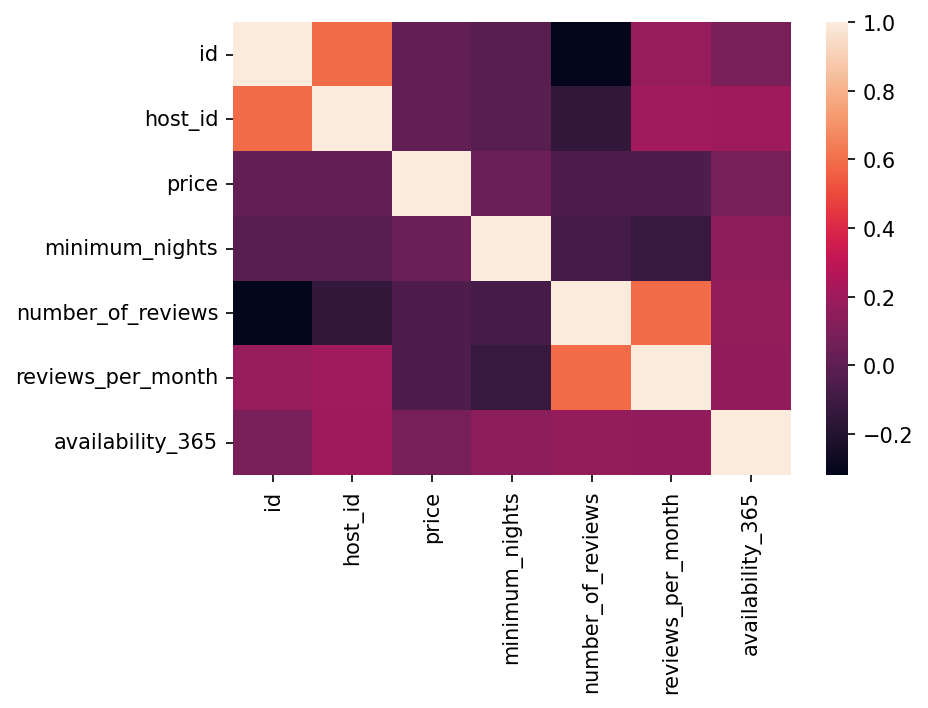 id
host_id
price
minimum_nights
number_of_reviews
reviews_per_month
availability_365
id
host_id
price
minimum_nights
number_of_reviews
reviews_per_month
availability_365
1.0
0.8
0.6
0.4
0.2
0.0
−0.2